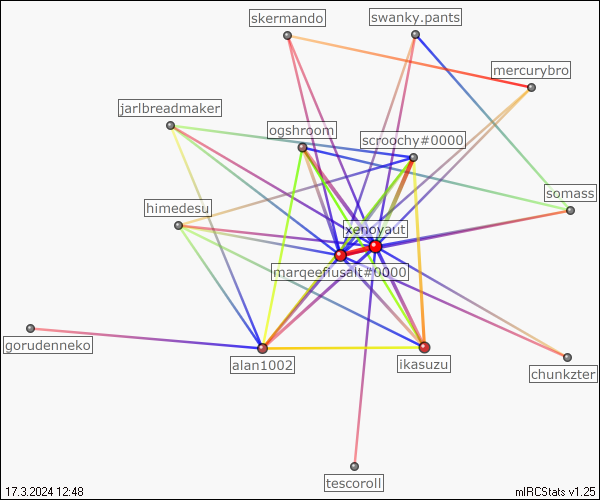 skermando
swanky.pants
mercurybro
jarlbreadmaker
ogshroom
scroochy#0000
somass
himedesu
xenoyaut
marqeefiusalt#0000
gorudenneko
alan1002
ikasuzu
chunkzter
tescoroll
17.3.2024 12:48
mIRCStats v1.25